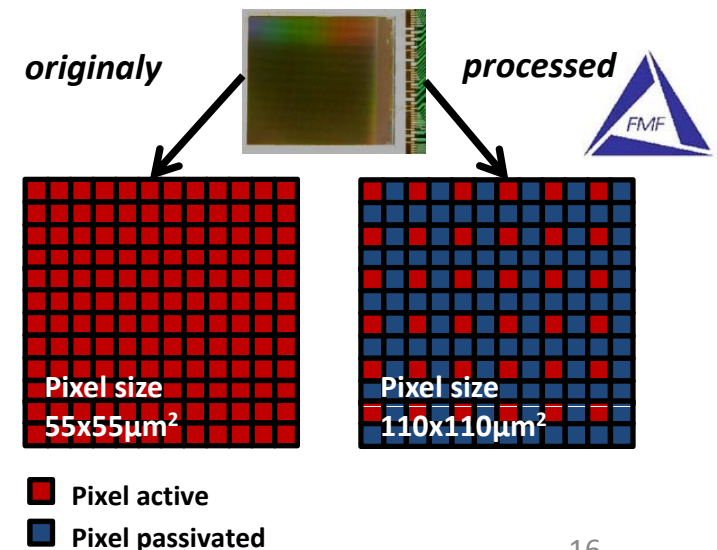 originaly
processed
FMF
Pixel size
55x55µm²
Pixel size
110x110µm²
Pixel active
Pixel passivated
16